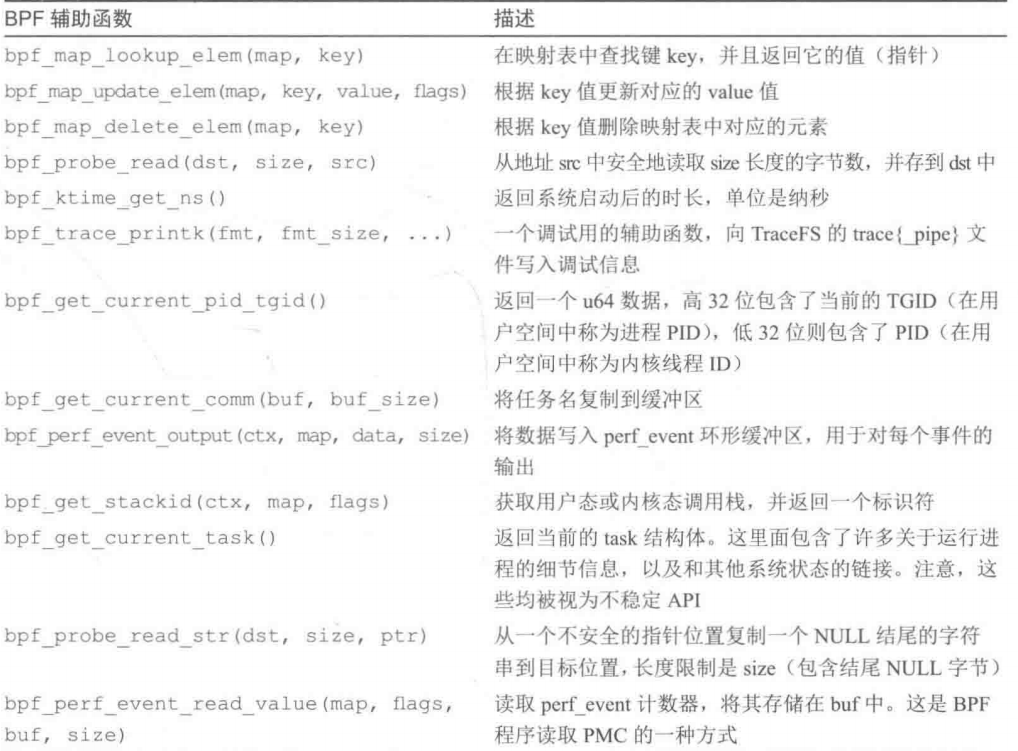 BPF 辅助函数 描述
bpf_map_lookup_elem(map, key) 在映射表中查找键 key，并且返回它的值（指针）
bpf_map_update_elem(map, key, value, flags) 根据 key 值更新对应的 value 值
bpf_map_delete_elem(map, key) 根据 key 值删除映射表中对应的元素
bpf_probe_read(dst, size, src) 从地址 src 中安全地读取 size 长度的字节数，并存到 dst 中
bpf_ktime_get_ns() 返回系统启动后的时长，单位是纳秒
bpf_trace_printk(fmt, fmt_size, ...) 一个调试用的辅助函数，向 TraceFS 的 trace{_pipe} 文
件写入调试信息
bpf_get_current_pid_tgid() 返回一个 u64 数据，高 32 位包含了当前的 TGID（在用
户空间中称为进程 PID），低 32 位则包含了 PID（在用
户空间中称为内核线程 ID）
bpf_get_current_comm(buf, buf_size) 将任务名复制到缓冲区
bpf_perf_event_output(ctx, map, data, size) 将数据写入 perf_event 环形缓冲区，用于对每个事件的
输出
bpf_get_stackid(ctx, map, flags) 获取用户态或内核态调用栈，并返回一个标识符
bpf_get_current_task() 返回当前的 task 结构体。这里面包含了许多关于运行进
程的细节信息，以及和其他系统状态的链接。注意，这
些均被视为不稳定 API
bpf_probe_read_str(dst, size, ptr) 从一个不安全的指针位置复制一个 NULL 结尾的字符
串到目标位置，长度限制是 size（包含结尾 NULL 字节）
bpf_perf_event_read_value(map, flags, 读取 perf_event 计数器，将其存储在 buf 中。这是 BPF
buf, size) 程序读取 PMC 的一种方式